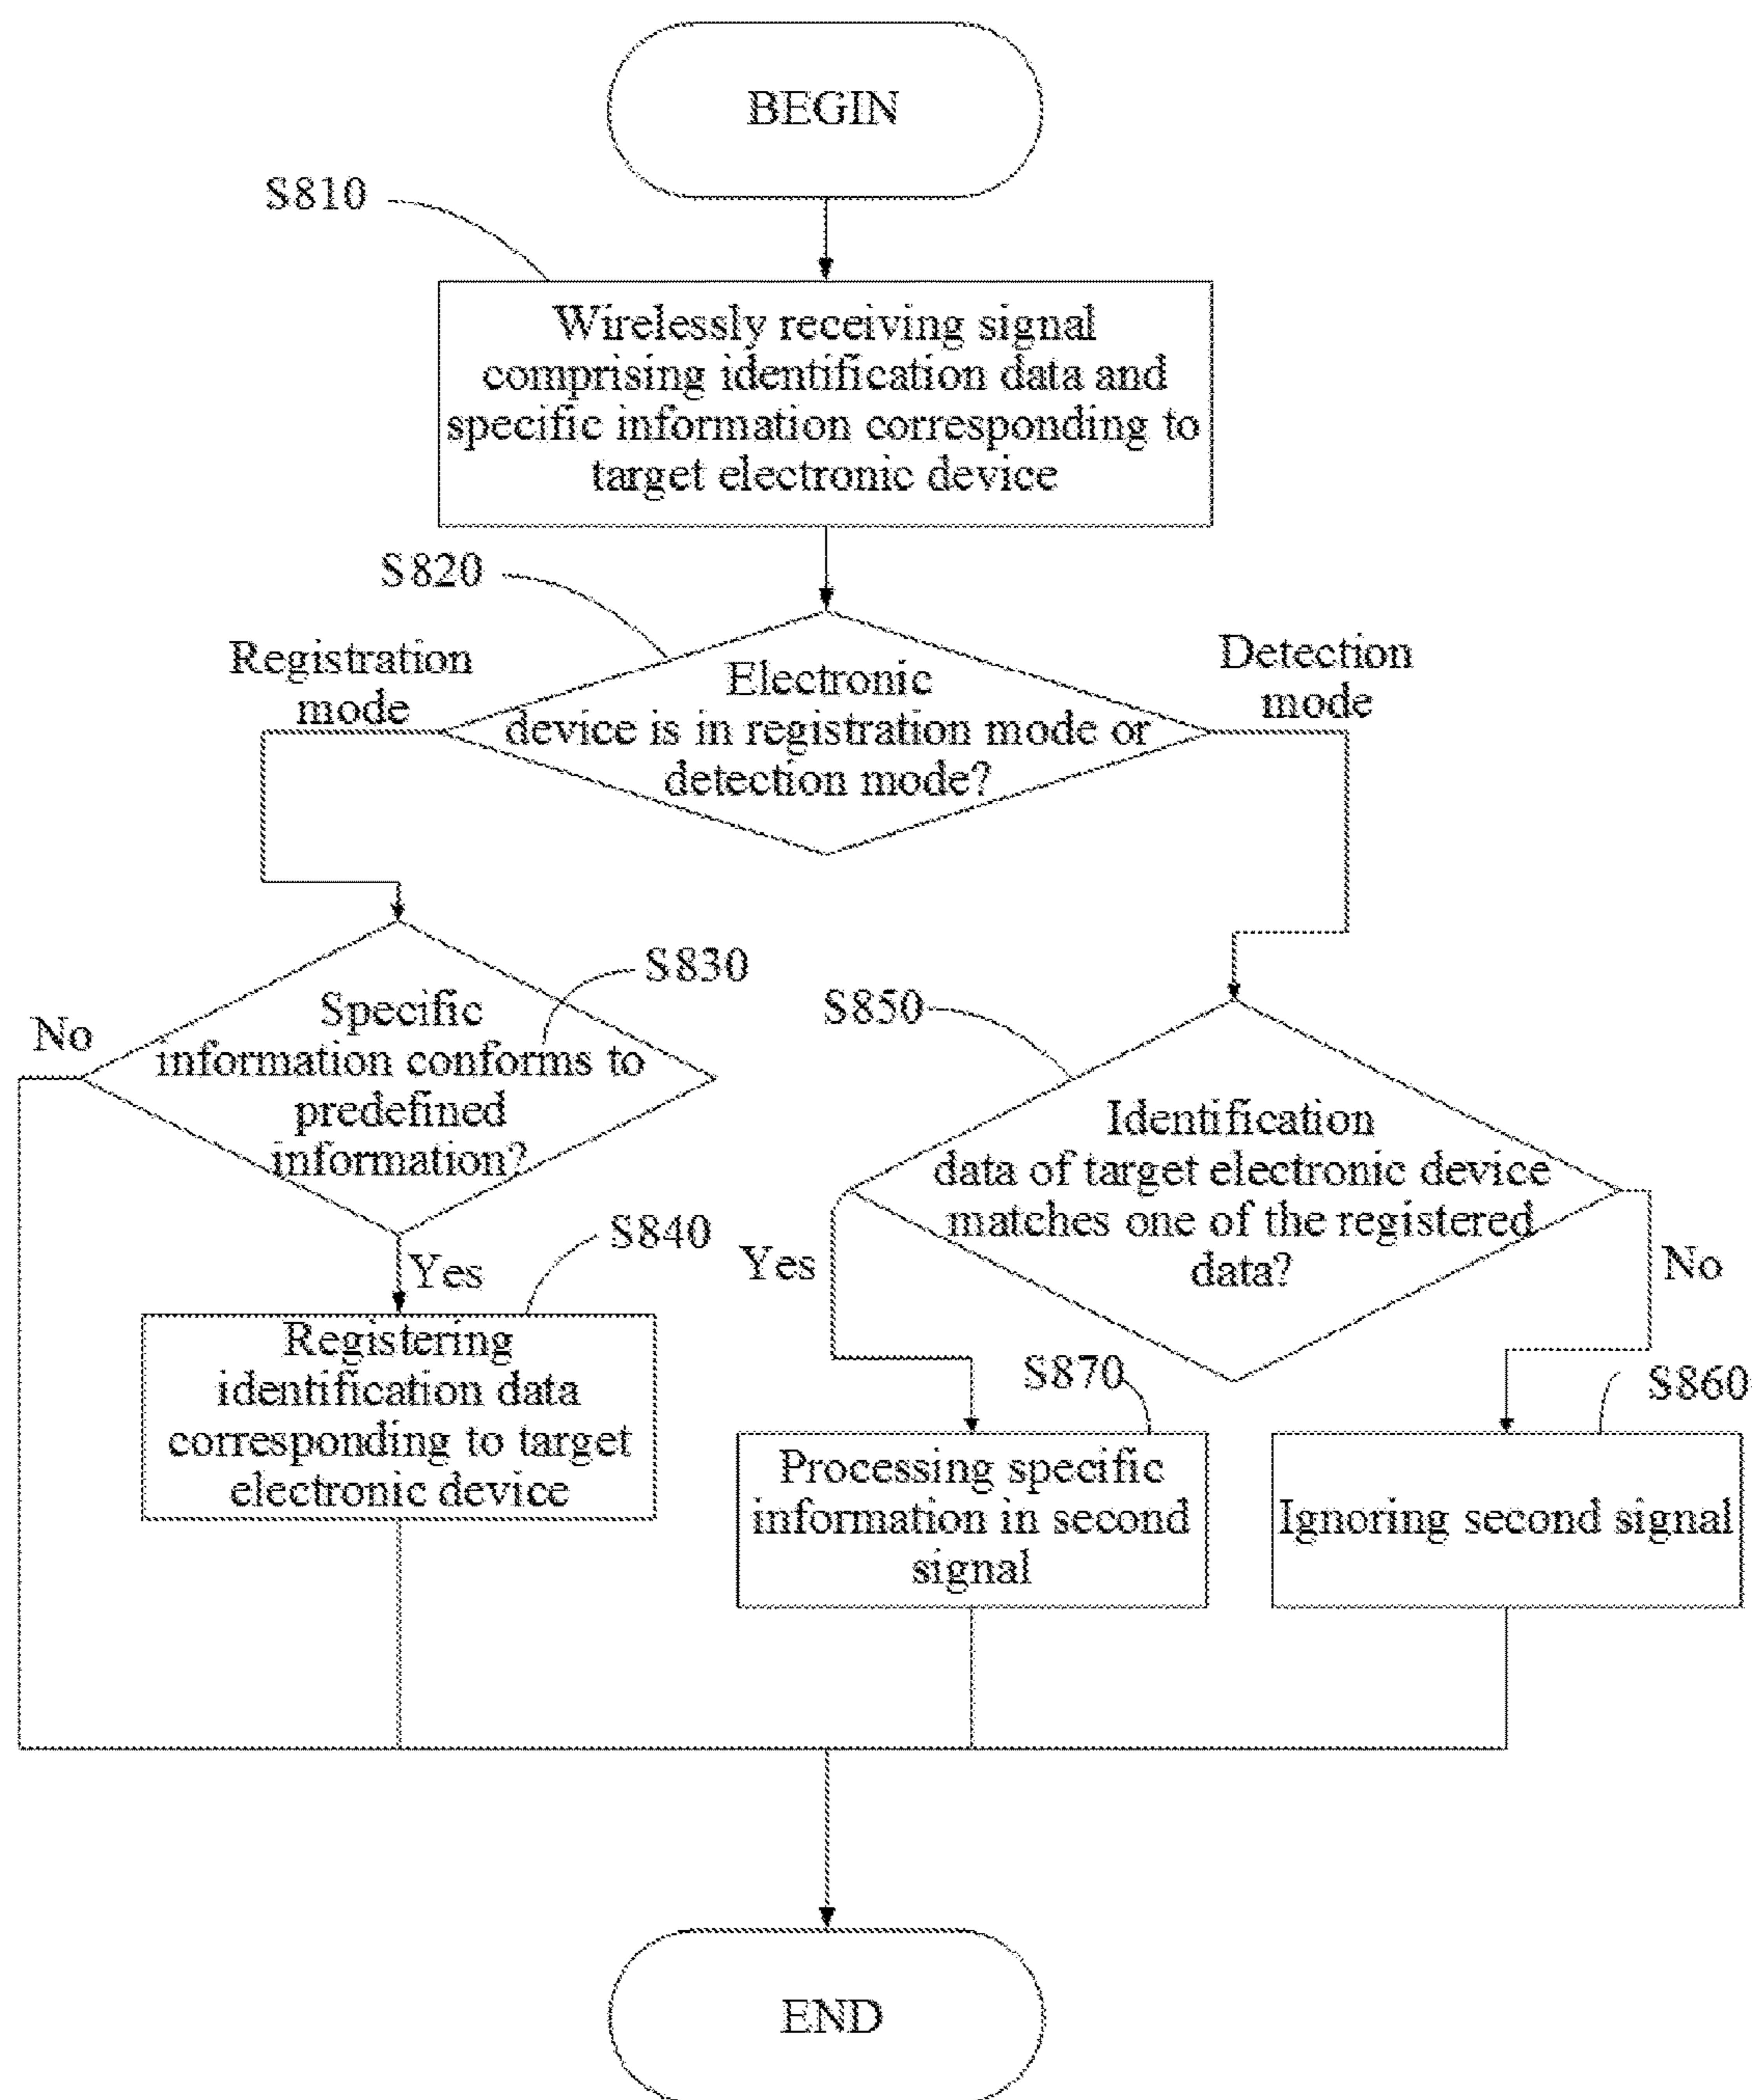 BEGIN
S810
Wirelessly receiving signal
comprising identification data and
specific information corresponding to
target electronic device
S820
Registration
mode
Electronic
device is in registration mode or
detection mode?
Detection
mode
S830
Specific
information conforms to
predefined
information?
No
Yes
S840
Registering
identification data
corresponding to target
electronic device
S850
Identification
data of target electronic device
matches one of the registered
data?
Yes
No
S870
Processing specific
information in second
signal
S860
Ignoring second signal
END